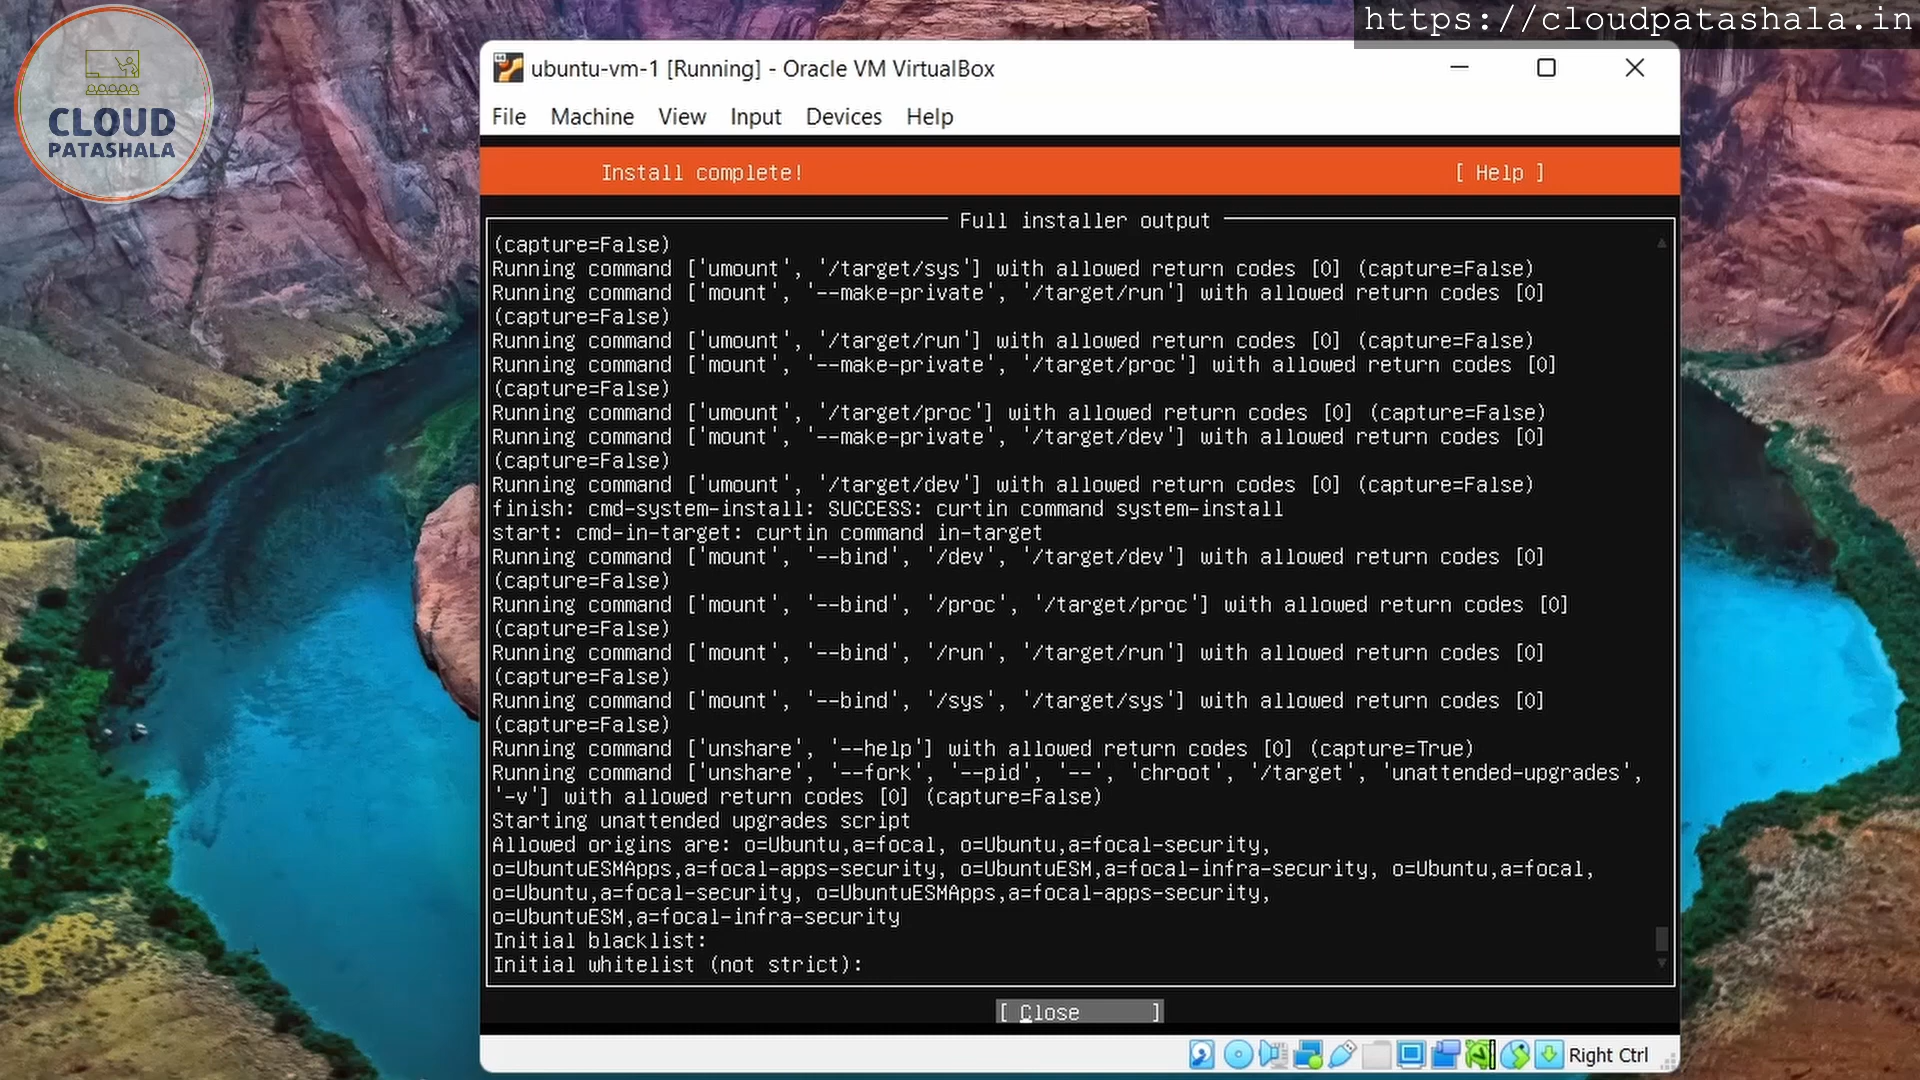 https://cloudpatashala.in
CLOUD
PATASHALA
ubuntu-vm-1 [Running] - Oracle VM VirtualBox
File Machine View Input Devices Help
Install complete! [ Help ]
Full installer output
(capture=False)
Running command ['umount', '/target/sys'] with allowed return codes [0] (capture=False)
Running command ['mount', '--make-private', '/target/run'] with allowed return codes [0]
(capture=False)
Running command ['umount', '/target/run'] with allowed return codes [0] (capture=False)
Running command ['mount', '--make-private', '/target/proc'] with allowed return codes [0]
(capture=False)
Running command ['umount', '/target/proc'] with allowed return codes [0] (capture=False)
Running command ['mount', '--make-private', '/target/dev'] with allowed return codes [0]
(capture=False)
Running command ['umount', '/target/dev'] with allowed return codes [0] (capture=False)
finish: cmd-system-install: SUCCESS: curtin command system-install
start: cmd-in-target: curtin command in-target
Running command ['mount', '--bind', '/dev', '/target/dev'] with allowed return codes [0]
(capture=False)
Running command ['mount', '--bind', '/proc', '/target/proc'] with allowed return codes [0]
(capture=False)
Running command ['mount', '--bind', '/run', '/target/run'] with allowed return codes [0]
(capture=False)
Running command ['mount', '--bind', '/sys', '/target/sys'] with allowed return codes [0]
(capture=False)
Running command ['unshare', '--help'] with allowed return codes [0] (capture=True)
Running command ['unshare', '--fork', '--pid', '--', 'chroot', '/target', 'unattended-upgrades',
'-v'] with allowed return codes [0] (capture=False)
Starting unattended upgrades script
Allowed origins are: o=Ubuntu,a=focal, o=Ubuntu,a=focal-security,
o=UbuntuESMApps,a=focal-apps-security, o=UbuntuESM,a=focal-infra-security, o=Ubuntu,a=focal,
o=Ubuntu,a=focal-security, o=UbuntuESMApps,a=focal-apps-security,
o=UbuntuESM,a=focal-infra-security
Initial blacklist:
Initial whitelist (not strict):
[ Close ]
Right Ctrl